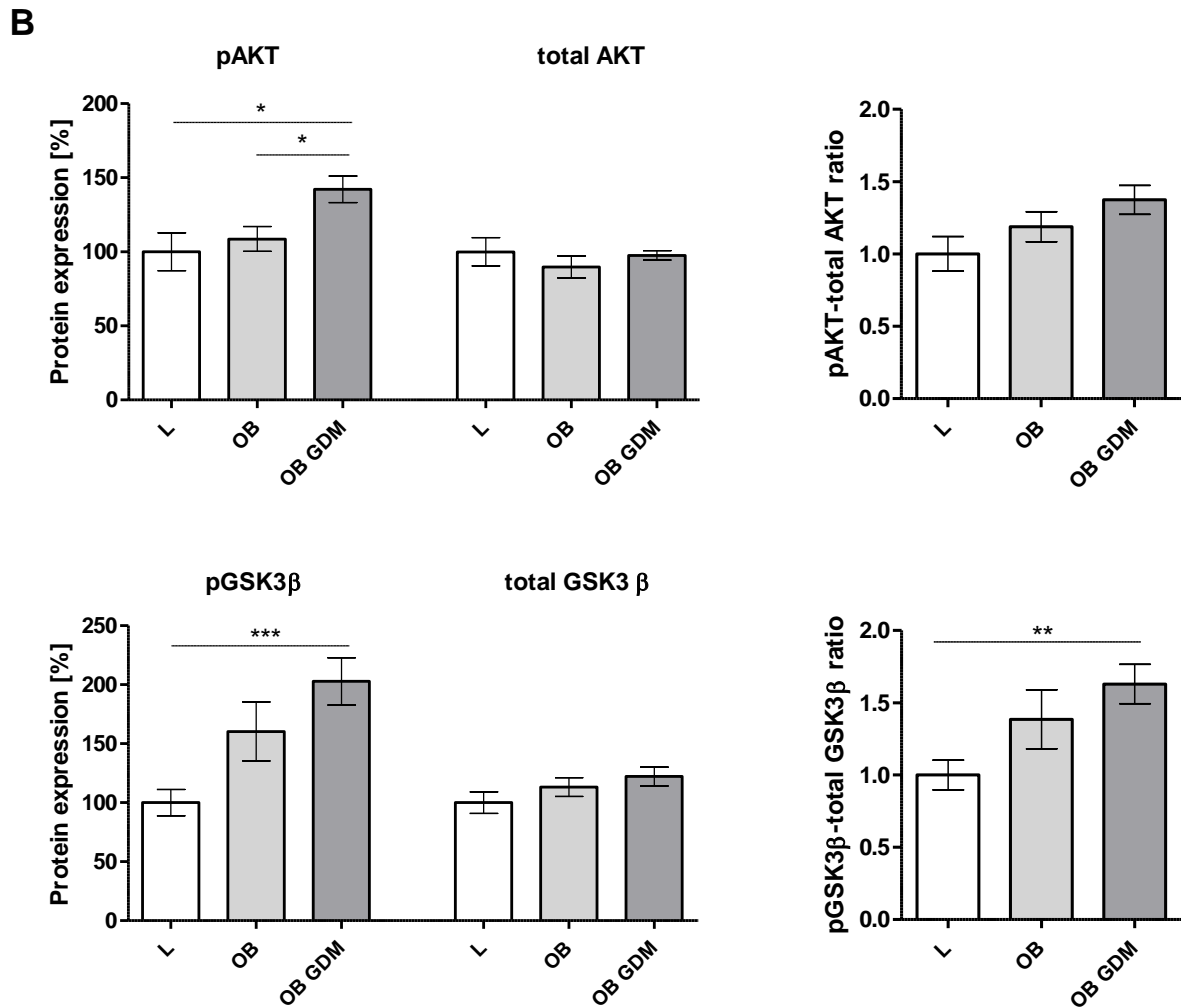 B
pAKT
total AKT
Protein expression [%]
200
150
100
50
0
*
*
L
OB
OB GDM
L
OB
OB GDM
pAKT-total AKT ratio
2.0
1.5
1.0
0.5
0.0
L
OB
OB GDM
pGSK3β
total GSK3 β
Protein expression [%]
250
200
150
100
50
0
***
L
OB
OB GDM
L
OB
OB GDM
pGSK3β-total GSK3β ratio
2.0
1.5
1.0
0.5
0.0
**
L
OB
OB GDM